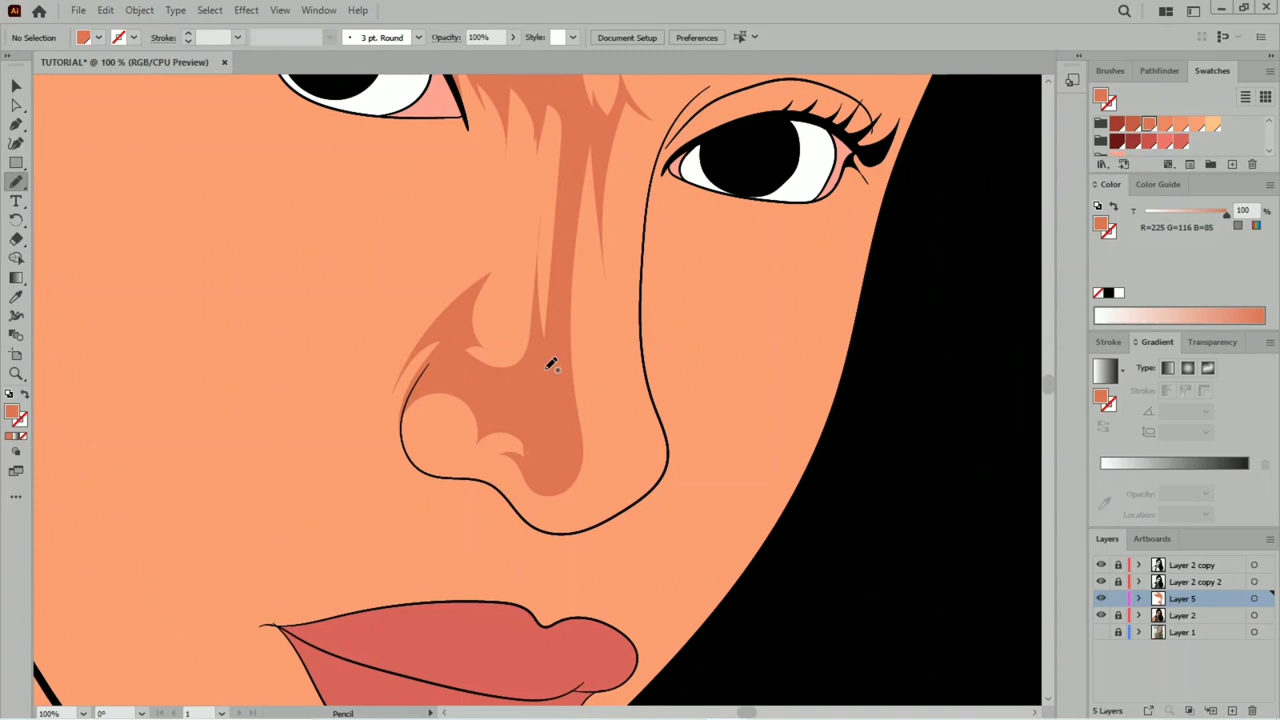 Ai File Edit Object Type Select Effect View Window Help
No Selection Stroke: 3 pt. Round Opacity: 100% Style: Document Setup Preferences
TUTORIAL* @ 100 % (RGB/CPU Preview)
Brushes Pathfinder Swatches
Color Color Guide
T 100 %
R=225 G=116 B=85
Stroke Gradient Transparency
Type:
Stroke:
Opacity:
Location:
Layers Artboards
Layer 2 copy
Layer 2 copy 2
Layer 5
Layer 2
Layer 1
100% 0° 1 Pencil 5 Layers